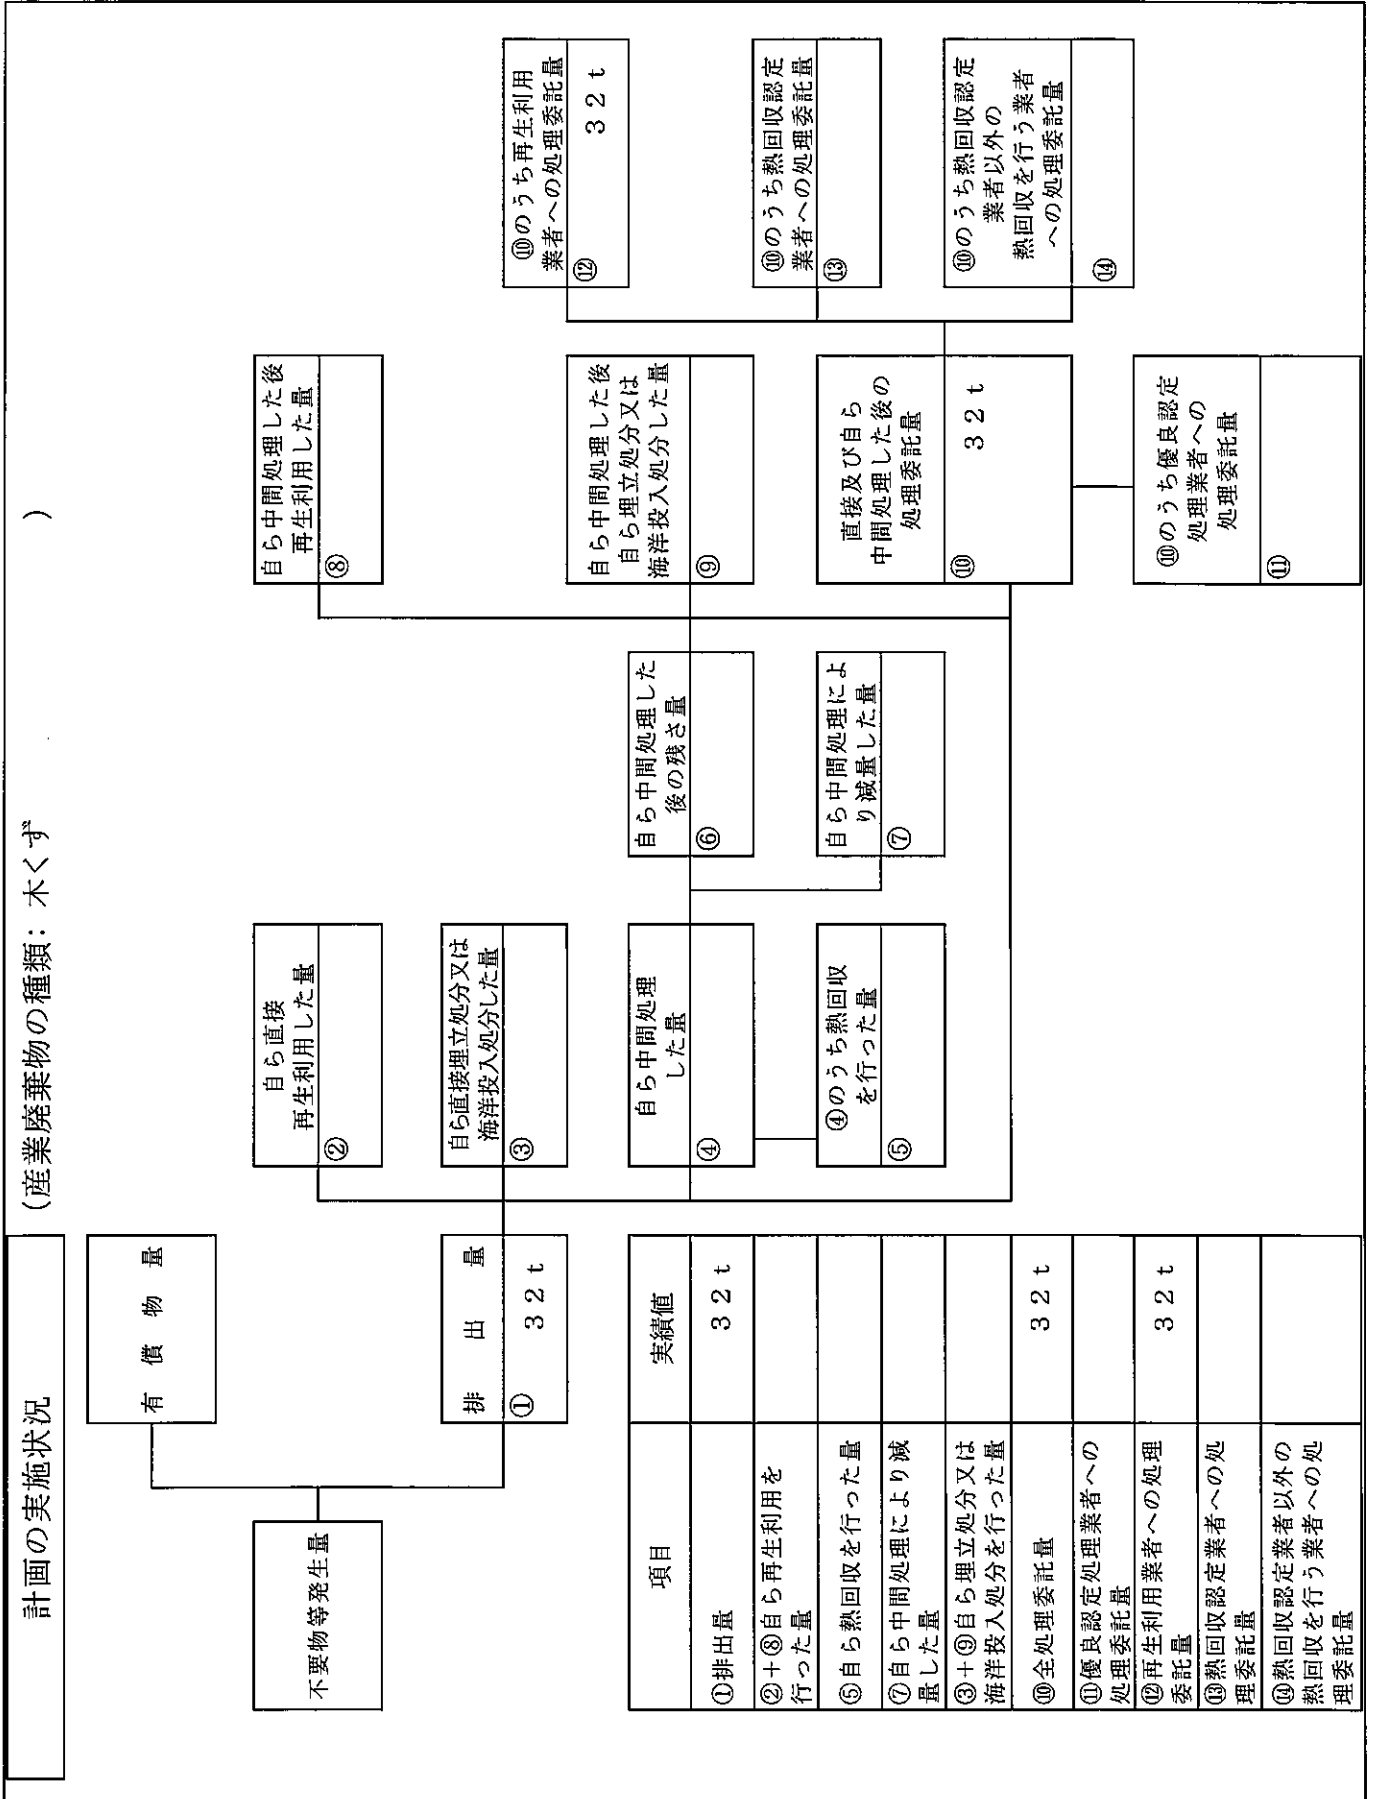 計画の実施状況
（産業廃棄物の種類：木くず
）
有償物量
不要物等発生量
排出量
①
32t
自ら直接
再生利用した量
②
自ら直接埋立処分又は
海洋投入処分した量
③
自ら中間処理
した量
④
④のうち熱回収
を行った量
⑤
自ら中間処理した
後の残さ量
⑥
自ら中間処理によ
り減量した量
⑦
自ら中間処理した後
再生利用した量
⑧
自ら中間処理した後
自ら埋立処分又は
海洋投入処分した量
⑨
直接及び自ら
中間処理した後の
処理委託量
⑩
32t
⑩のうち優良認定
処理業者への
処理委託量
⑪
⑩のうち再生利用
業者への処理委託量
⑫
32t
⑩のうち熱回収認定
業者への処理委託量
⑬
⑩のうち熱回収認定
業者以外の
熱回収を行う業者
への処理委託量
⑭
項目
実績値
①排出量
32t
②+⑧自ら再生利用を
行った量
⑤自ら熱回収を行った量
⑦自ら中間処理により減
量した量
③+⑨自ら埋立処分又は
海洋投入処分を行った量
⑩全処理委託量
32t
⑪優良認定処理業者への
処理委託量
⑫再生利用業者への処理
委託量
32t
⑬熱回収認定業者への処
理委託量
⑭熱回収認定業者以外の
熱回収を行う業者への処
理委託量